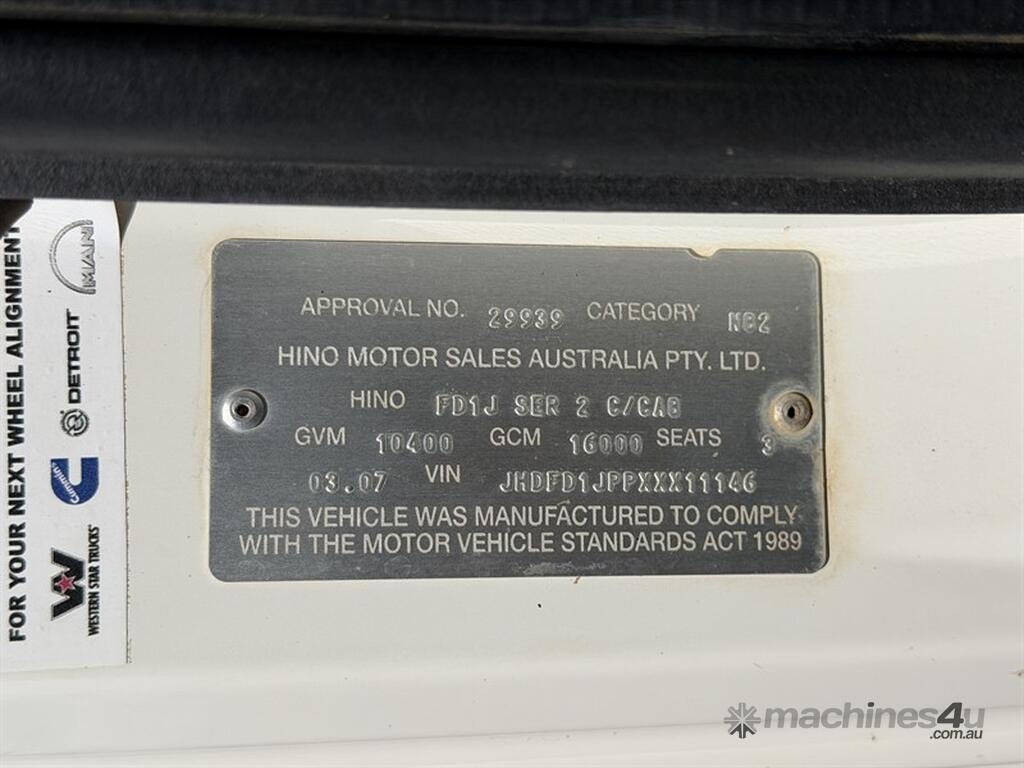 APPROVAL NO. 29939 CATEGORY NB2
HINO MOTOR SALES AUSTRALIA PTY. LTD.
HINO FD1J SER 2 C/CAB
GVM 10400 GCM 16000 SEATS 3
03.07 VIN JHDFD1JPPXXX11146
THIS VEHICLE WAS MANUFACTURED TO COMPLY
WITH THE MOTOR VEHICLE STANDARDS ACT 1989
FOR YOUR NEXT WHEEL ALIGNMENT
MAN
DETROIT
Cummins
WESTERN STAR TRUCKS
machines4u
.com.au